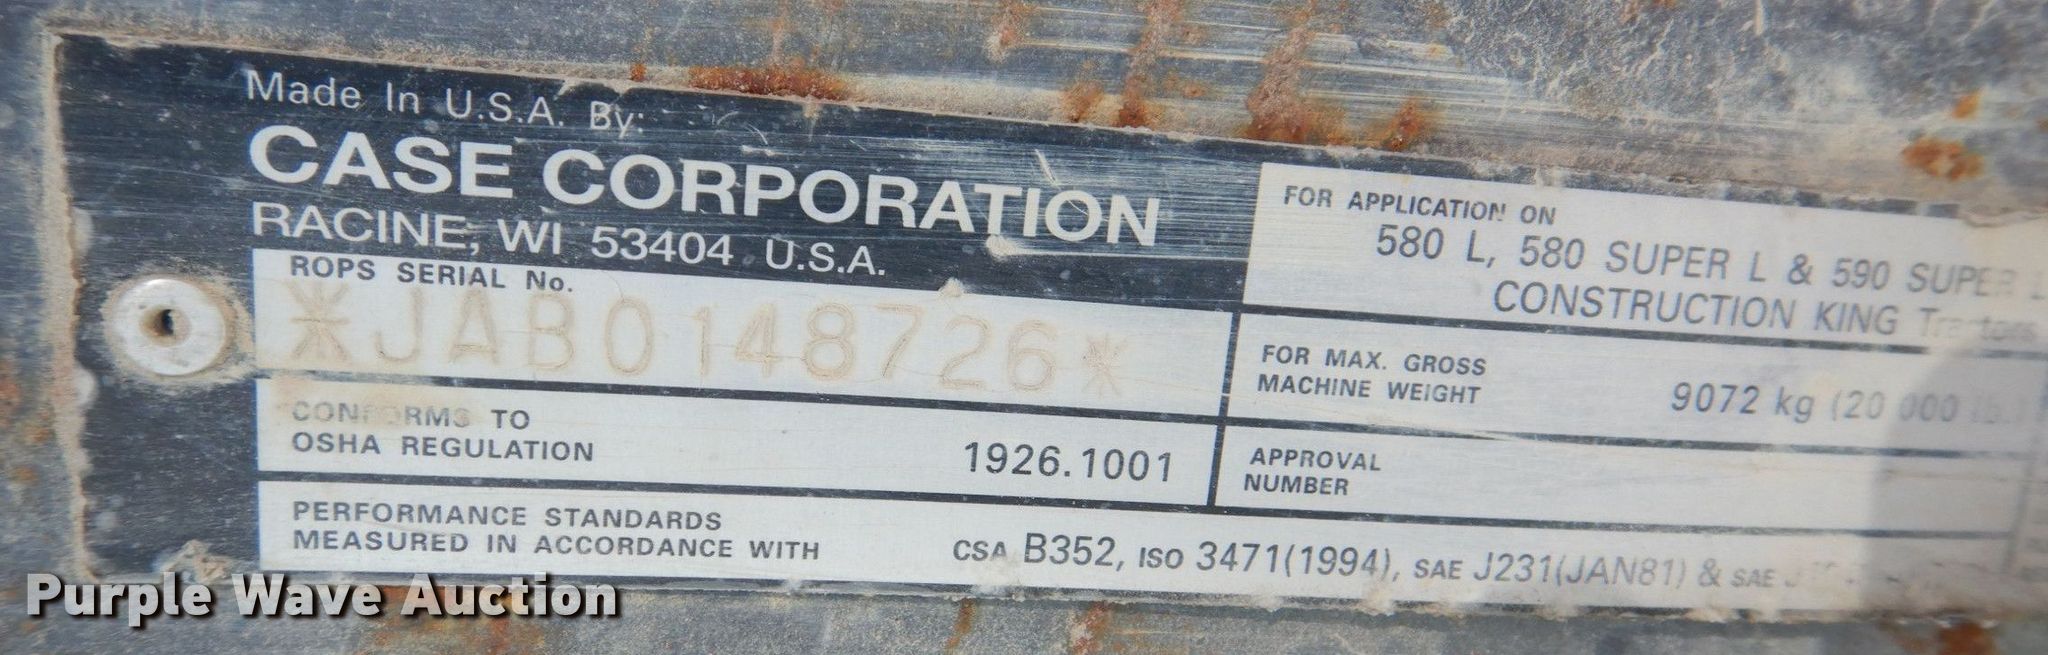 Made In U.S.A. By:
CASE CORPORATION
RACINE, WI 53404 U.S.A.
ROPS SERIAL No.
*JAB0148726*
CONFORMS TO
OSHA REGULATION 1926.1001
PERFORMANCE STANDARDS
MEASURED IN ACCORDANCE WITH CSA B352, ISO 3471(1994), SAE J231(JAN81) & SAE
FOR APPLICATION ON
580 L, 580 SUPER L & 590 SUPER L
CONSTRUCTION KING Tractors
FOR MAX. GROSS
MACHINE WEIGHT 9072 kg (20 000
APPROVAL
NUMBER
Purple Wave Auction